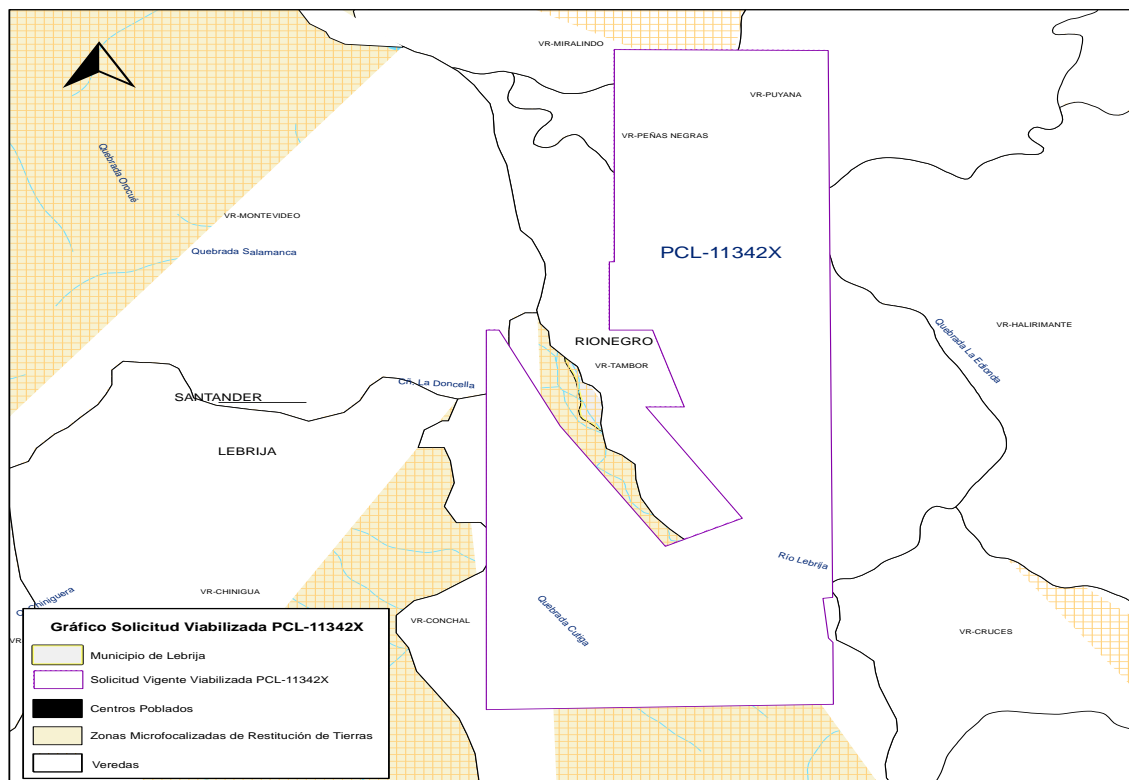 VR-MIRALINDO
VR-PUYANA
VR-PEÑAS NEGRAS
Quebrada Orocué
VR-MONTEVIDEO
Quebrada Salamanca
PCL-11342X
VR-HALIRIMANTE
Quebrada La Edionda
RIONEGRO
VR-TAMBOR
Cñ. La Doncella
SANTANDER
LEBRIJA
Río Lebrija
VR-CHINIGUA
Quebrada Cutiga
VR-CONCHAL
VR-CRUCES
Chiniguera
Gráfico Solicitud Viabilizada PCL-11342X
Municipio de Lebrija
Solicitud Vigente Viabilizada PCL-11342X
Centros Poblados
Zonas Microfocalizadas de Restitución de Tierras
Veredas